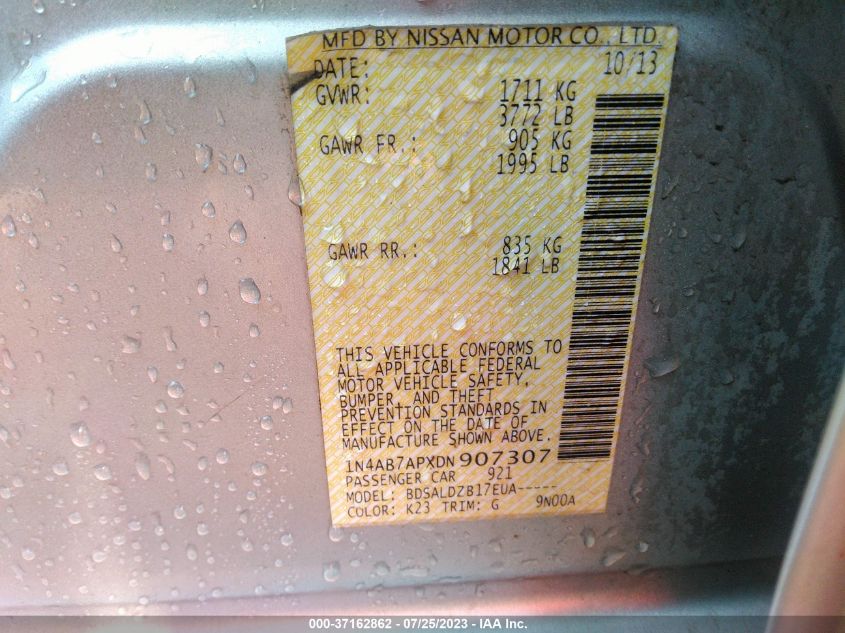 MFD BY NISSAN MOTOR CO., LTD.
DATE: 10/13
GVWR: 1711 KG
3772 LB
GAWR FR.: 905 KG
1995 LB
GAWR RR.: 835 KG
1841 LB
THIS VEHICLE CONFORMS TO
ALL APPLICABLE FEDERAL
MOTOR VEHICLE SAFETY,
BUMPER, AND THEFT
PREVENTION STANDARDS IN
EFFECT ON THE DATE OF
MANUFACTURE SHOWN ABOVE.
1N4AB7APXDN907307
PASSENGER CAR 921
MODEL: BDSALDZB17EUA-----
COLOR: K23 TRIM: G 9N00A
000-37162862 - 07/25/2023 - IAA Inc.